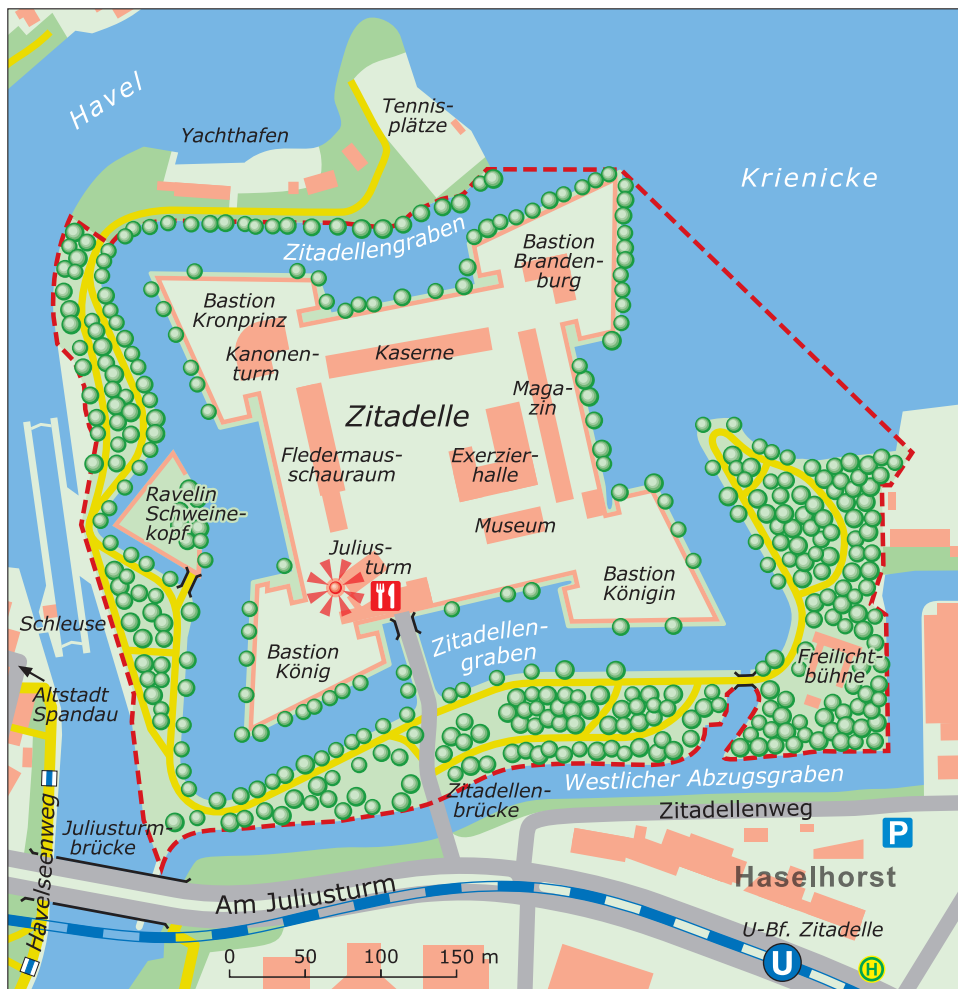 Havel
Yachthafen
Tennis-
plätze
Krienicke
Zitadellengraben
Bastion
Branden-
burg
Bastion
Kronprinz
Kanonen-
turm
Kaserne
Maga-
zin
Zitadelle
Fledermaus-
schauraum
Exerzier-
halle
Ravelin
Schweine-
kopf
Museum
Julius-
turm
Bastion
Königin
Schleuse
Zitadellen-
graben
Bastion
König
Freilicht-
bühne
Altstadt
Spandau
Westlicher Abzugsgraben
Zitadellen-
brücke
Zitadellenweg
Juliusturm-
brücke
P
Haselhorst
Havelseenweg
Am Juliusturm
U-Bf. Zitadelle
U
H
0 50 100 150 m